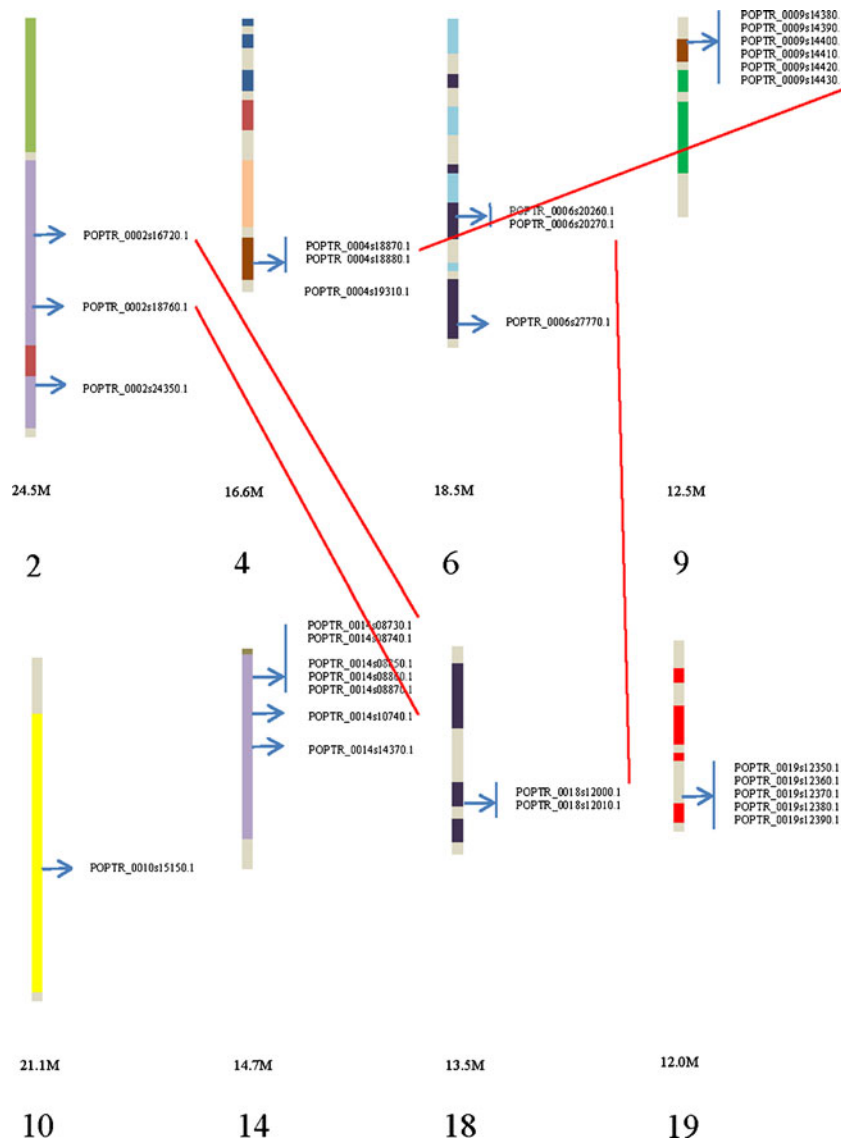 POPTR_0002s16720.1
POPTR_0002s18760.1
POPTR_0002s24350.1
24.5M
2
POPTR_0004s18870.1
POPTR_0004s18880.1
POPTR_0004s19310.1
16.6M
4
POPTR_0006s20260.1
POPTR_0006s20270.1
POPTR_0006s27770.1
18.5M
6
POPTR_0009s14380.
POPTR_0009s14390.
POPTR_0009s14400.
POPTR_0009s14410.
POPTR_0009s14420.
POPTR_0009s14430.
12.5M
9
POPTR_0010s15150.1
21.1M
10
POPTR_0014s08730.1
POPTR_0014s08740.1
POPTR_0014s08850.1
POPTR_0014s08860.1
POPTR_0014s08870.1
POPTR_0014s10740.1
POPTR_0014s14370.1
14.7M
14
POPTR_0018s12000.1
POPTR_0018s12010.1
13.5M
18
POPTR_0019s12350.1
POPTR_0019s12360.1
POPTR_0019s12370.1
POPTR_0019s12380.1
POPTR_0019s12390.1
12.0M
19